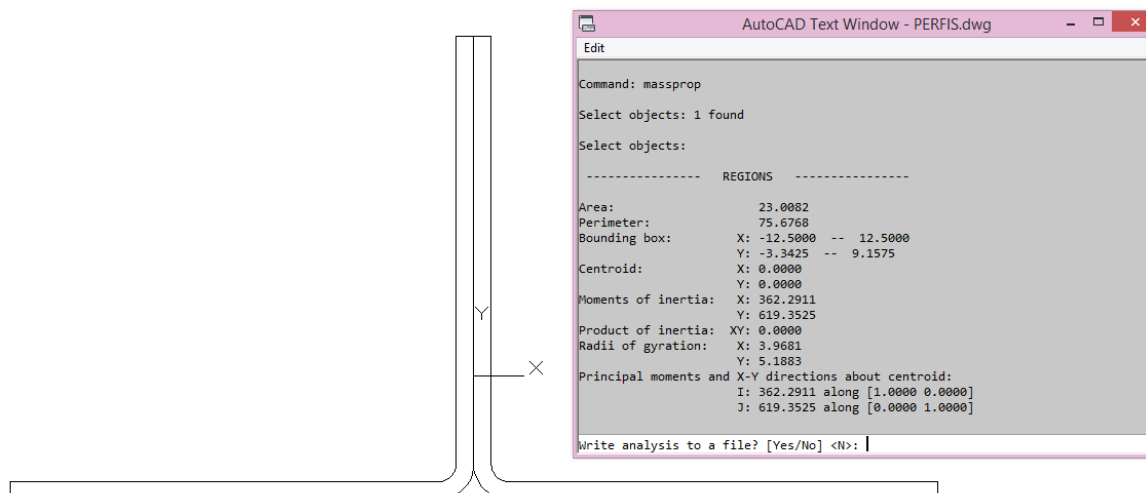 AutoCAD Text Window - PERFIS.dwg
Edit
Command: massprop
Select objects: 1 found
Select objects:
---------------- REGIONS ----------------
Area: 23.0082
Perimeter: 75.6768
Bounding box: X: -12.5000 -- 12.5000
Y: -3.3425 -- 9.1575
Centroid: X: 0.0000
Y: 0.0000
Moments of inertia: X: 362.2911
Y: 619.3525
Product of inertia: XY: 0.0000
Radii of gyration: X: 3.9681
Y: 5.1883
Principal moments and X-Y directions about centroid:
I: 362.2911 along [1.0000 0.0000]
J: 619.3525 along [0.0000 1.0000]
Write analysis to a file? [Yes/No] <N>:
Y
X